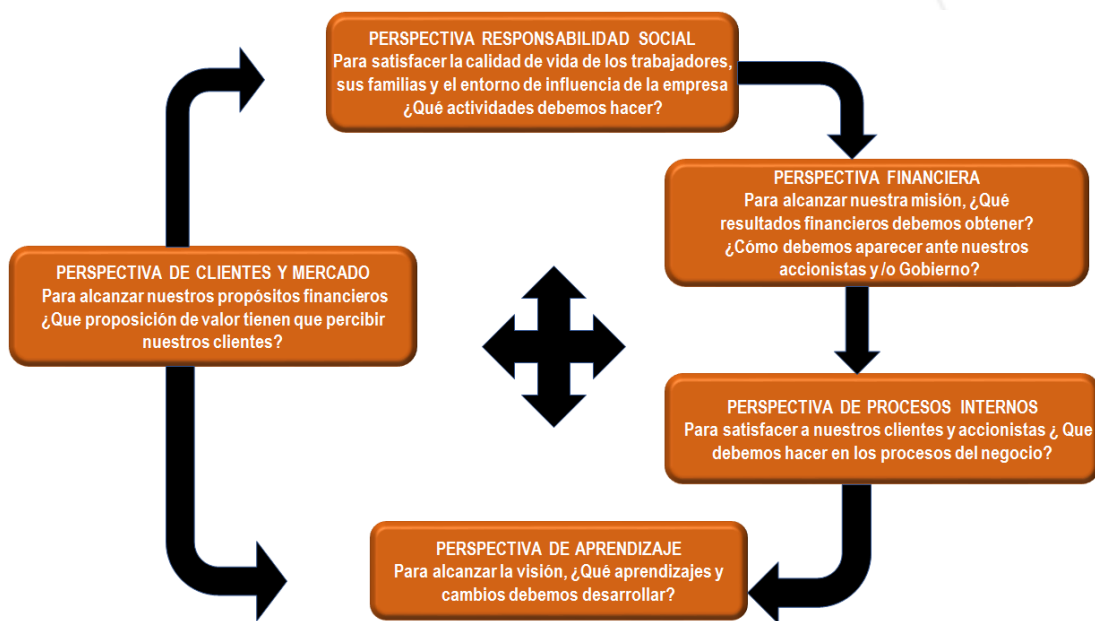 PERSPECTIVA RESPONSABILIDAD SOCIAL
Para satisfacer la calidad de vida de los trabajadores,
sus familias y el entorno de influencia de la empresa
¿Qué actividades debemos hacer?
PERSPECTIVA FINANCIERA
Para alcanzar nuestra misión, ¿Qué
resultados financieros debemos obtener?
¿Cómo debemos aparecer ante nuestros
accionistas y /o Gobierno?
PERSPECTIVA DE CLIENTES Y MERCADO
Para alcanzar nuestros propósitos financieros
¿Que proposición de valor tienen que percibir
nuestros clientes?
PERSPECTIVA DE PROCESOS INTERNOS
Para satisfacer a nuestros clientes y accionistas ¿ Que
debemos hacer en los procesos del negocio?
PERSPECTIVA DE APRENDIZAJE
Para alcanzar la visión, ¿Qué aprendizajes y
cambios debemos desarrollar?